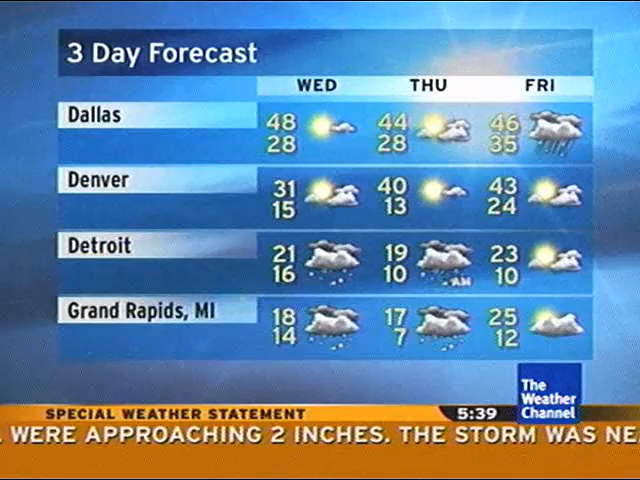 3 Day Forecast
WED THU FRI
Dallas
48 44 46
28 28 35
Denver
31 40 43
15 13 24
Detroit
21 19 23
16 10 AM 10
Grand Rapids, MI
18 17 25
14 7 12
The
Weather
Channel
SPECIAL WEATHER STATEMENT 5:39
WERE APPROACHING 2 INCHES. THE STORM WAS NE